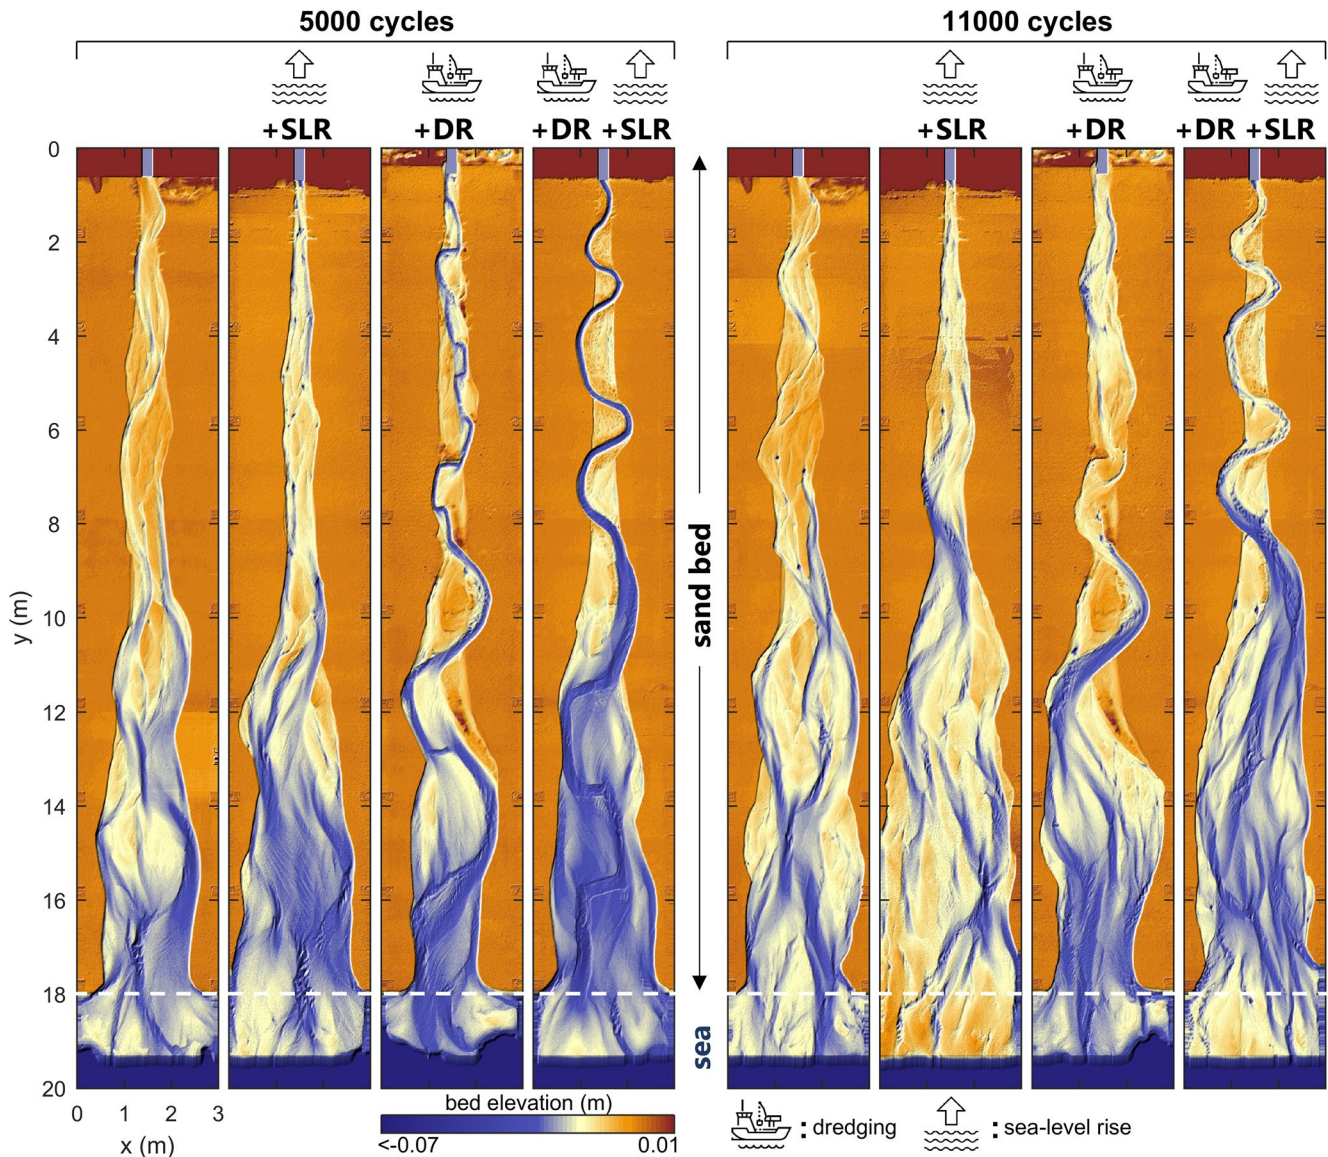 5000 cycles
11000 cycles
+SLR
+DR
+DR +SLR
+SLR
+DR
+DR +SLR
0
2
4
6
8
10
12
14
16
18
20
y (m)
sand bed
sea
0 1 2 3
x (m)
bed elevation (m)
<-0.07 0.01
: dredging
: sea-level rise